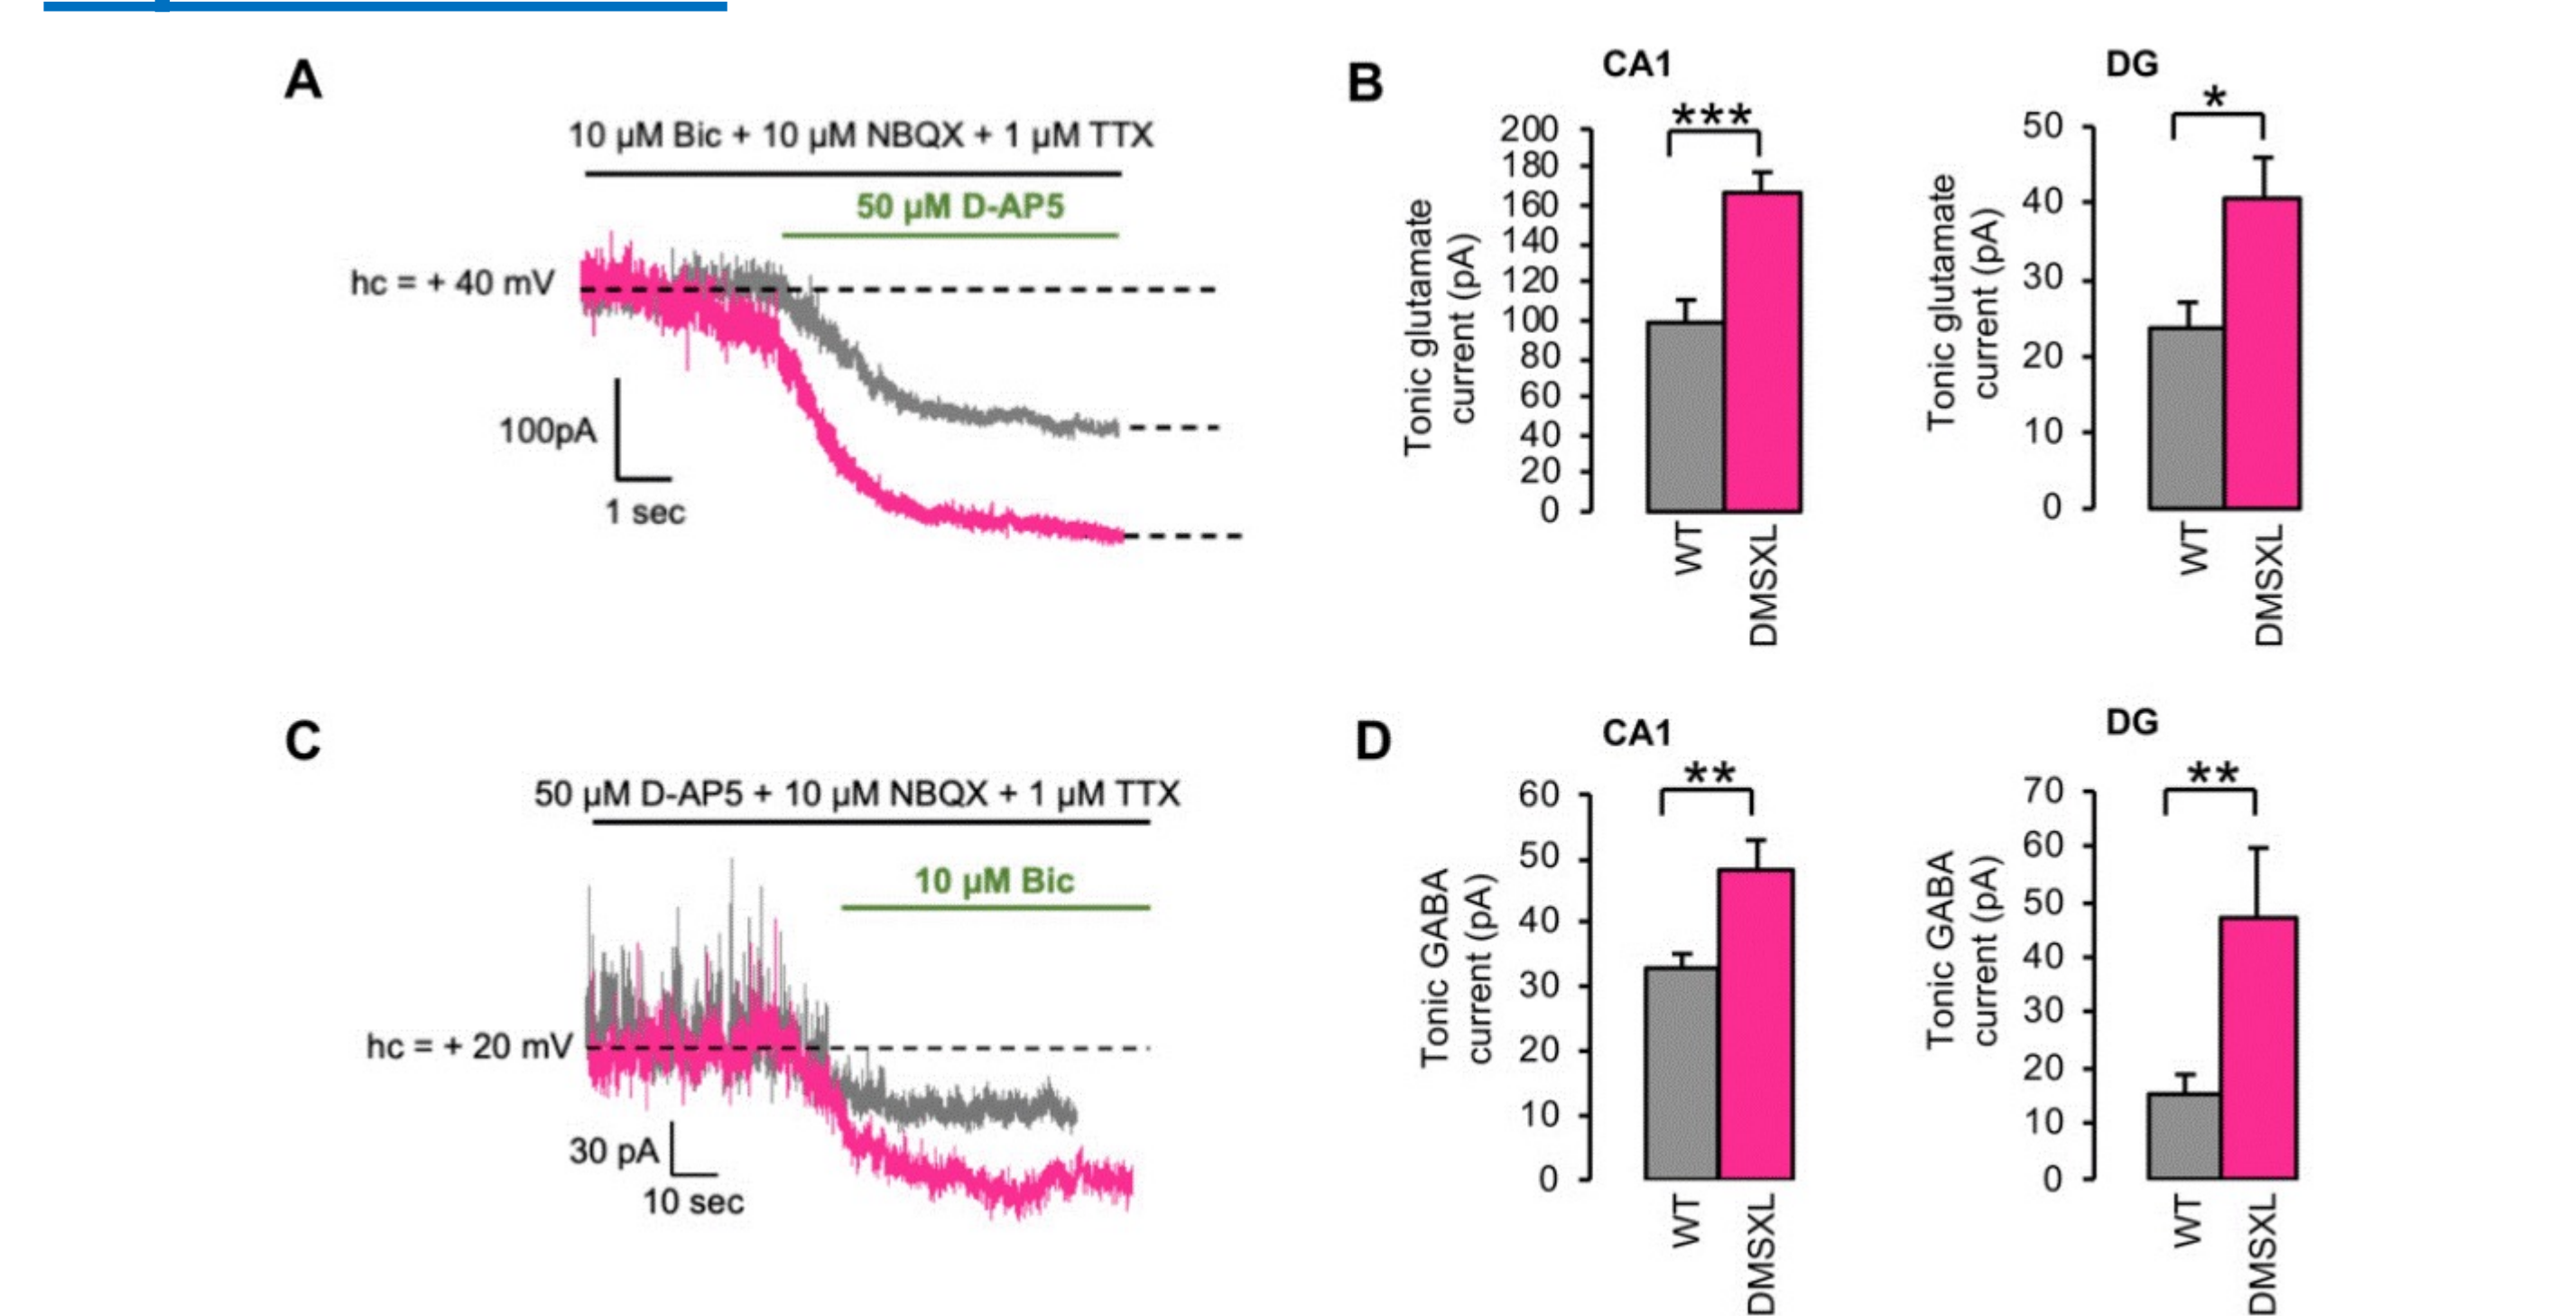 A
10 µM Bic + 10 µM NBQX + 1 µM TTX
50 µM D-AP5
hc = + 40 mV
100pA
1 sec
B
CA1
***
Tonic glutamate
current (pA)
200
180
160
140
120
100
80
60
40
20
0
WT
DMSXL
DG
*
Tonic glutamate
current (pA)
50
40
30
20
10
0
WT
DMSXL
C
50 µM D-AP5 + 10 µM NBQX + 1 µM TTX
10 µM Bic
hc = + 20 mV
30 pA
10 sec
D
CA1
**
Tonic GABA
current (pA)
60
50
40
30
20
10
0
WT
DMSXL
DG
**
Tonic GABA
current (pA)
70
60
50
40
30
20
10
0
WT
DMSXL